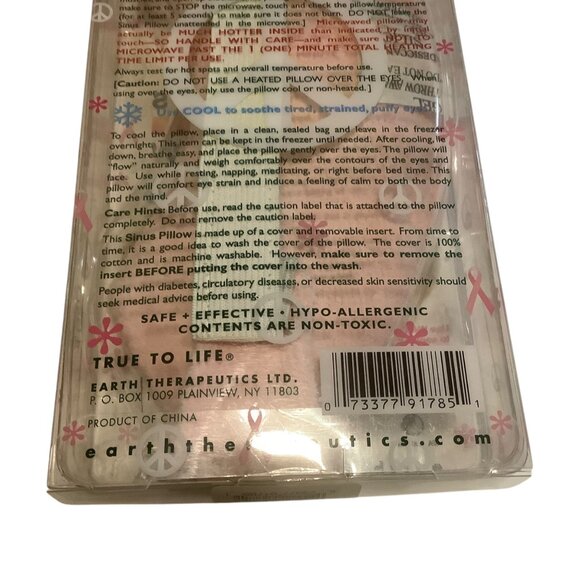 make sure to STOP the microwave, touch and check the pillow temperature
(for at least 5 seconds) to make sure it does not burn. DO NOT leave the
Sinus Pillow unattended in the microwave.] Microwaved pillow may
actually be MUCH HOTTER INSIDE than indicated by initial
touch—SO HANDLE WITH CARE—and make sure NOT TO
MICROWAVE PAST THE 1 (ONE) MINUTE TOTAL HEATING
TIME LIMIT PER USE.
Always test for hot spots and overall temperature before use.
[Caution: DO NOT USE A HEATED PILLOW OVER THE EYES. When
using over the eyes, only use the pillow cool or non-heated.]
DO NOT E
THROW AW
GEL
Use COOL to soothe tired, strained, puffy eyes:
To cool the pillow, place in a clean, sealed bag and leave in the freezer
overnight. This item can be kept in the freezer until needed. After cooling, lie
down, breathe easy, and place the pillow gently over the eyes. The pillow will
"flow" naturally and weigh comfortably over the contours of the eyes and
face. Use while resting, napping, meditating, or right before bed time. This
pillow will comfort eye strain and induce a feeling of calm to both the body
and the mind.
Care Hints: Before use, read the caution label that is attached to the pillow
completely. Do not remove the caution label.
This Sinus Pillow is made up of a cover and removable insert. From time to
time, it is a good idea to wash the cover of the pillow. The cover is 100%
cotton and is machine washable. However, make sure to remove the
insert BEFORE putting the cover into the wash.
People with diabetes, circulatory diseases, or decreased skin sensitivity should
seek medical advice before using.
SAFE + EFFECTIVE • HYPO-ALLERGENIC
CONTENTS ARE NON-TOXIC.
TRUE TO LIFE®
EARTH THERAPEUTICS LTD.
P. O. BOX 1009 PLAINVIEW, NY 11803
PRODUCT OF CHINA
0 73377 91785 1
earththerapeutics.com